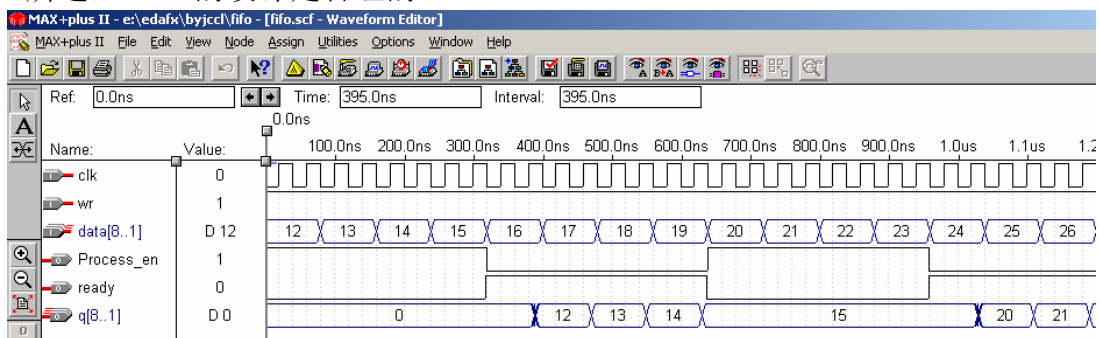 MAX+plus II - e:\edafx\byjccl\fifo - [fifo.scf - Waveform Editor]
MAX+plus II File Edit View Node Assign Utilities Options Window Help
Ref: 0.0ns Time: 395.0ns Interval: 395.0ns
0.0ns
Name: Value: 100.0ns 200.0ns 300.0ns 400.0ns 500.0ns 600.0ns 700.0ns 800.0ns 900.0ns 1.0us 1.1us 1.2
clk 0
wr 1
data[8..1] D 12 12 13 14 15 16 17 18 19 20 21 22 23 24 25 26
Process_en 1
ready 0
q[8..1] D 0 0 12 13 14 15 20 21